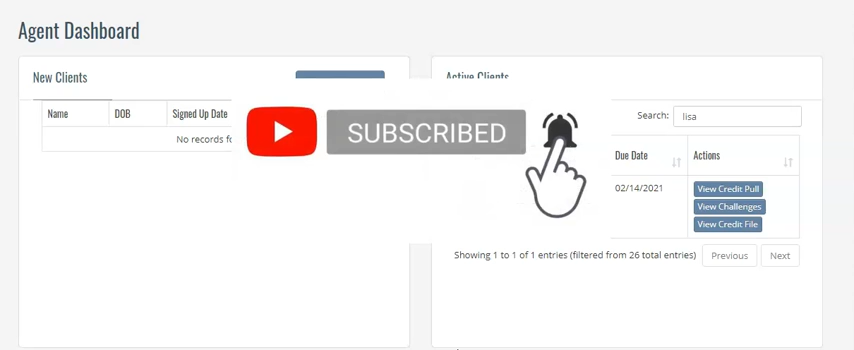 Agent Dashboard
New Clients
Active Clients
Name
DOB
Signed Up Date
No records
SUBSCRIBED
Search:
lisa
Due Date
Actions
02/14/2021
View Credit Pull
View Challenges
View Credit File
Showing 1 to 1 of 1 entries (filtered from 26 total entries)
Previous
Next